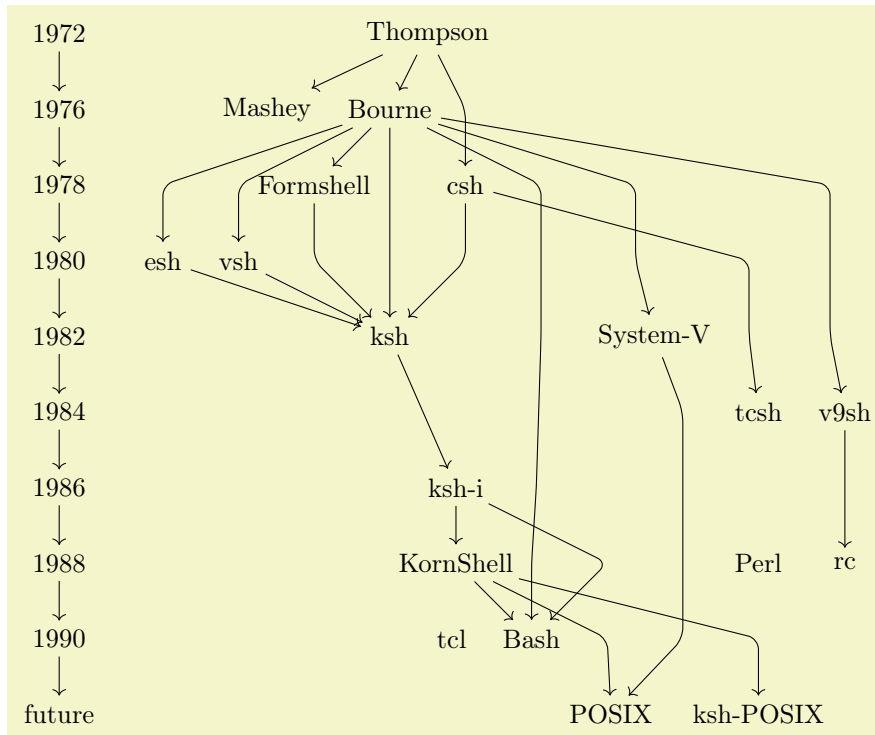 1972 Thompson
1976 Mashey Bourne
1978 Formshell csh
1980 esh vsh
1982 ksh System-V
1984 tcsh v9sh
1986 ksh-i
1988 KornShell Perl rc
1990 tcl Bash
future POSIX ksh-POSIX